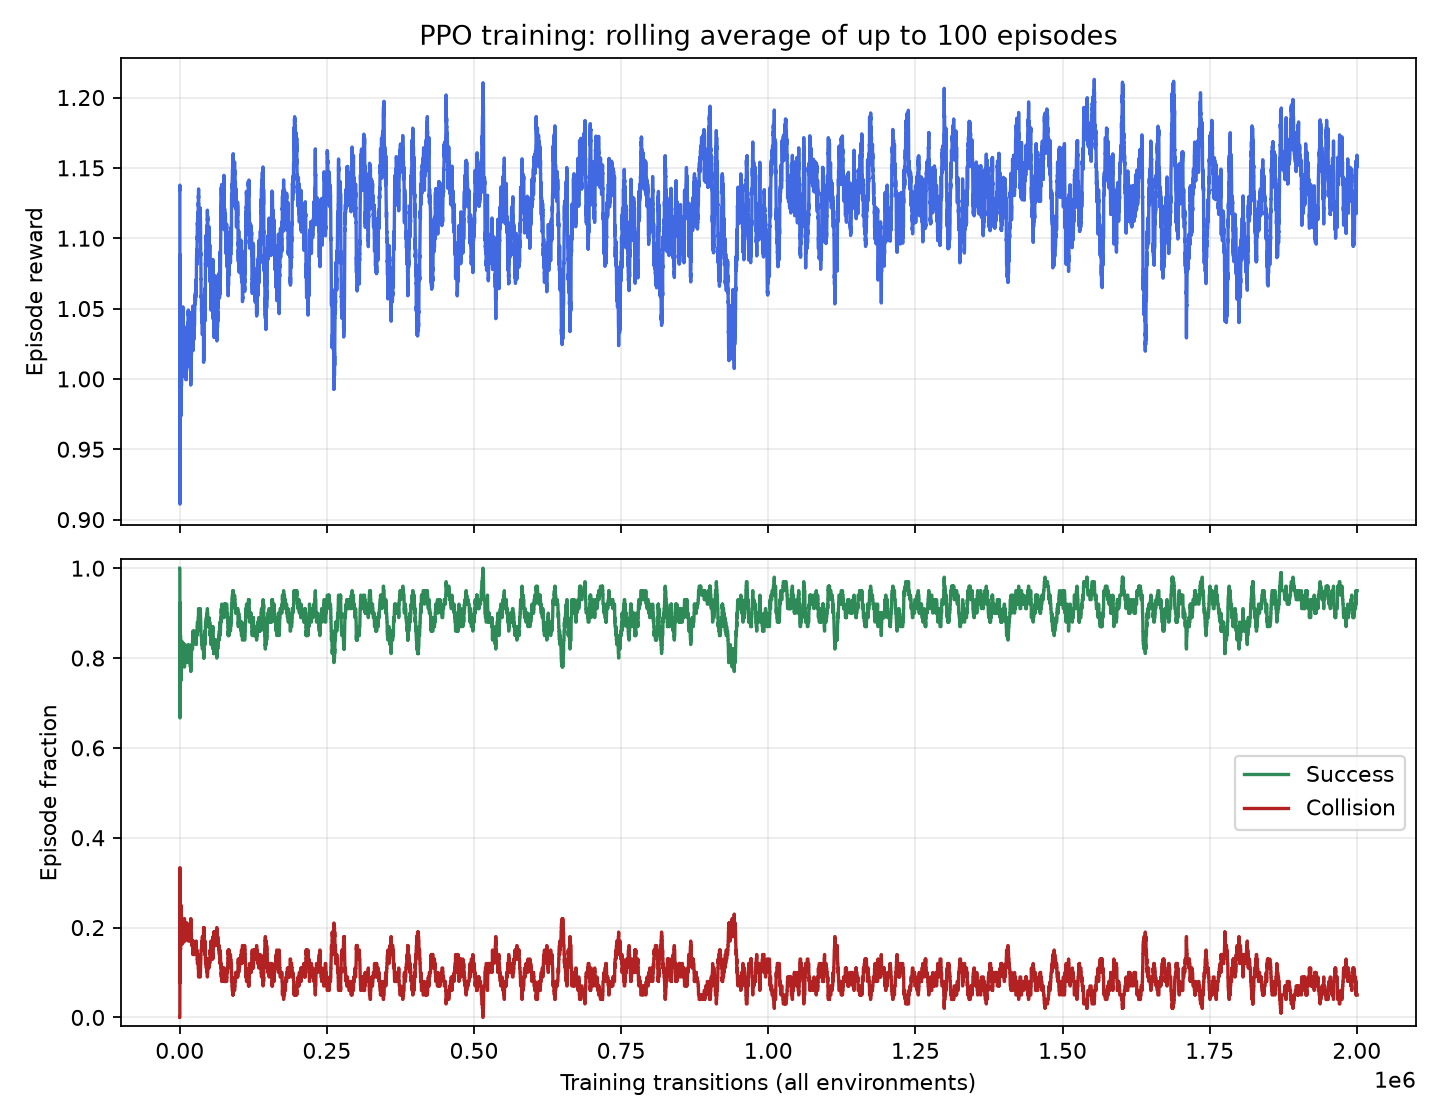 PPO training: rolling average of up to 100 episodes
Episode reward
1.20
1.15
1.10
1.05
1.00
0.95
0.90
Episode fraction
1.0
0.8
0.6
0.4
0.2
0.0
Success
Collision
0.00 0.25 0.50 0.75 1.00 1.25 1.50 1.75 2.00
1e6
Training transitions (all environments)